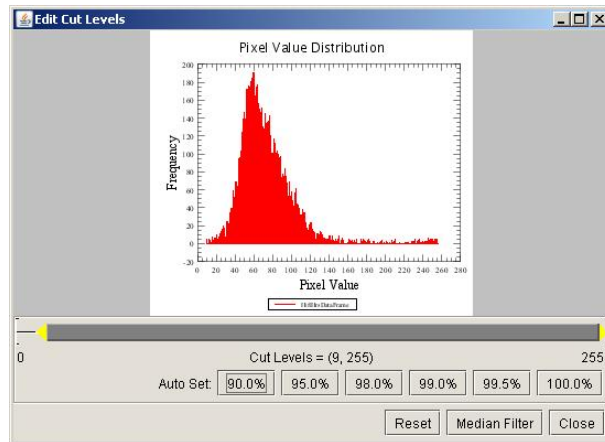 Edit Cut Levels
Pixel Value Distribution
200
180
160
140
120
100
80
60
40
20
0
-20
Frequency
0 20 40 60 80 100 120 140 160 180 200 220 240 260 280
Pixel Value
0 Cut Levels = (9, 255) 255
Auto Set: 90.0% 95.0% 98.0% 99.0% 99.5% 100.0%
Reset Median Filter Close